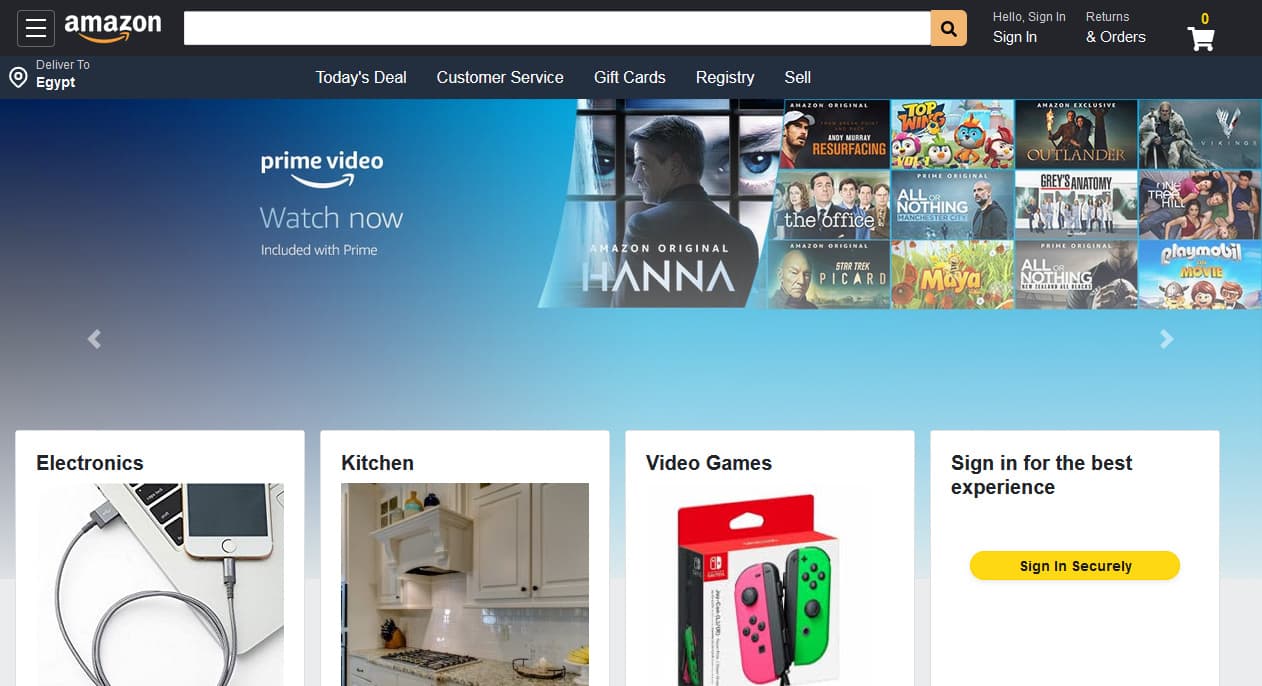 amazon
Hello, Sign In
Sign In
Returns
& Orders
0
Deliver To
Egypt
Today's Deal
Customer Service
Gift Cards
Registry
Sell
prime video
Watch now
Included with Prime
AMAZON ORIGINAL
HANNA
AMAZON ORIGINAL
ANDY MURRAY
RESURFACING
TOP
WING
VOL.1
AMAZON EXCLUSIVE
OUTLANDER
VIKINGS
the office
PRIME ORIGINAL
ALL OR
NOTHING
MANCHESTER CITY
GREY'S ANATOMY
ONE
TREE
HILL
AMAZON ORIGINAL
STAR TREK
PICARD
Maya
PRIME ORIGINAL
ALL OR
NOTHING
NEW ZEALAND ALL BLACKS
playmobil
THE
MOVIE
Electronics
Kitchen
Video Games
Sign in for the best
experience
Sign In Securely
Joy-Con (L)/(R)